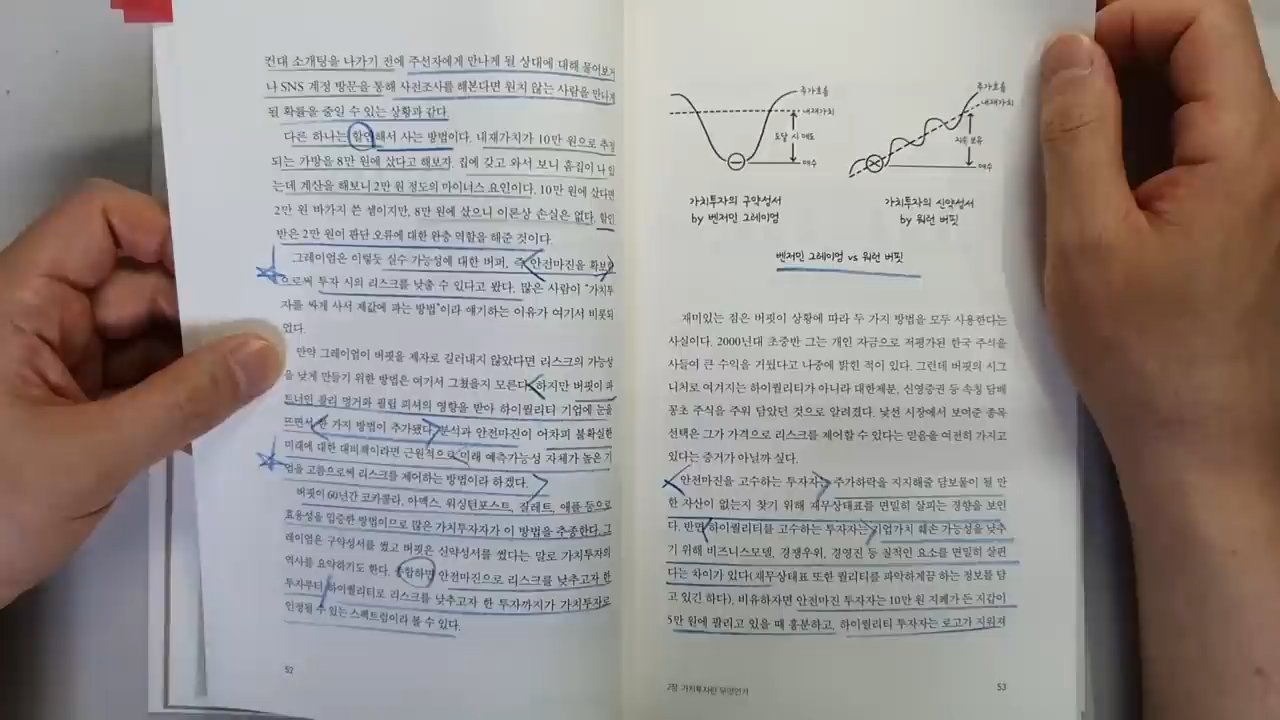 컨대 소개팅을 나가기 전에 주선자에게 만나게 될 상대에 대해 물어보거
나 SNS 계정 방문을 통해 사전조사를 해본다면 원치 않는 사람을 만나게
될 확률을 줄일 수 있는 상황과 같다.
다른 하나는 할인해서 사는 방법이다. 내재가치가 10만 원으로 추정
되는 가방을 8만 원에 샀다고 해보자. 집에 갖고 와서 보니 흠집이 나 있
는데 계산을 해보니 2만 원 정도의 마이너스 요인이다. 10만 원에 샀다면
2만 원 바가지 쓴 셈이지만, 8만 원에 샀으니 이론상 손실은 없다. 할인
받은 2만 원이 판단 오류에 대한 완충 역할을 해준 것이다.
그레이엄은 이렇듯 실수 가능성에 대한 버퍼, 즉 안전마진을 확보함
으로써 투자 시의 리스크를 낮출 수 있다고 봤다. 많은 사람이 "가치투
자를 싸게 사서 제값에 파는 방법"이라 얘기하는 이유가 여기서 비롯되
었다.
만약 그레이엄이 버핏을 제자로 길러내지 않았다면 리스크의 가능성
을 낮게 만들기 위한 방법은 여기서 그쳤을지 모른다. 하지만 버핏이 파
트너인 찰리 멍거와 필립 피셔의 영향을 받아 하이퀄리티 기업에 눈을
뜨면서 한 가지 방법이 추가됐다. 분석과 안전마진이 어차피 불확실한
미래에 대한 대비책이라면 근원적으로 미래 예측가능성 자체가 높은 기
업을 고름으로써 리스크를 제어하는 방법이라 하겠다.
버핏이 60년간 코카콜라, 아멕스, 워싱턴포스트, 질레트, 애플 등으로
효용성을 입증한 방법이므로 많은 가치투자자가 이 방법을 추종한다. 그
레이엄은 구약성서를 썼고 버핏은 신약성서를 썼다는 말로 가치투자의
역사를 요약하기도 한다. 종합하면 안전마진으로 리스크를 낮추고자 한
투자부터 하이퀄리티로 리스크를 낮추고자 한 투자까지가 가치투자로
인정될 수 있는 스펙트럼이라 볼 수 있다.
52
주가흐름
내재가치
도달 시 매도
매수
가치투자의 구약성서
by 벤저민 그레이엄
주가흐름
내재가치
지속 보유
매수
가치투자의 신약성서
by 워런 버핏
벤저민 그레이엄 vs 워런 버핏
재미있는 점은 버핏이 상황에 따라 두 가지 방법을 모두 사용한다는
사실이다. 2000년대 초중반 그는 개인 자금으로 저평가된 한국 주식을
사들여 큰 수익을 거뒀다고 나중에 밝힌 적이 있다. 그런데 버핏의 시그
니처로 여겨지는 하이퀄리티가 아니라 대한제분, 신영증권 등 속칭 담배
꽁초 주식을 주워 담았던 것으로 알려졌다. 낯선 시장에서 보여준 종목
선택은 그가 가격으로 리스크를 제어할 수 있다는 믿음을 여전히 가지고
있다는 증거가 아닐까 싶다.
안전마진을 고수하는 투자자는 주가하락을 지지해줄 담보물이 될 만
한 자산이 없는지 찾기 위해 재무상태표를 면밀히 살피는 경향을 보인
다. 반면 하이퀄리티를 고수하는 투자자는 기업가치 훼손 가능성을 낮추
기 위해 비즈니스모델, 경쟁우위, 경영진 등 질적인 요소를 면밀히 살핀
다는 차이가 있다(재무상태표 또한 퀄리티를 파악하게끔 하는 정보를 담
고 있긴 하다). 비유하자면 안전마진 투자자는 10만 원 지폐가 든 지갑이
5만 원에 팔리고 있을 때 흥분하고, 하이퀄리티 투자자는 로고가 지워져
2장 가치투자란 무엇인가
53